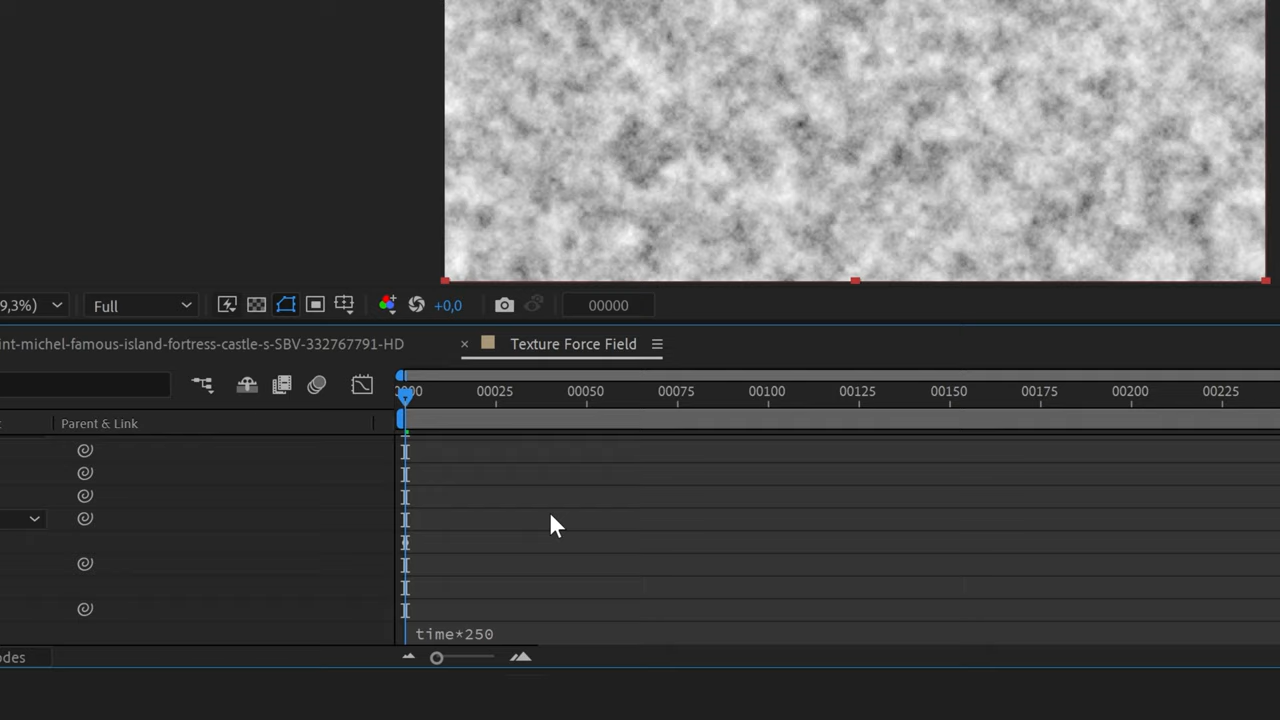 9,3%)
Full
+0,0
00000
int-michel-famous-island-fortress-castle-s-SBV-332767791-HD
× Texture Force Field
00025 00050 00075 00100 00125 00150 00175 00200 00225
Parent & Link
time*250
odes